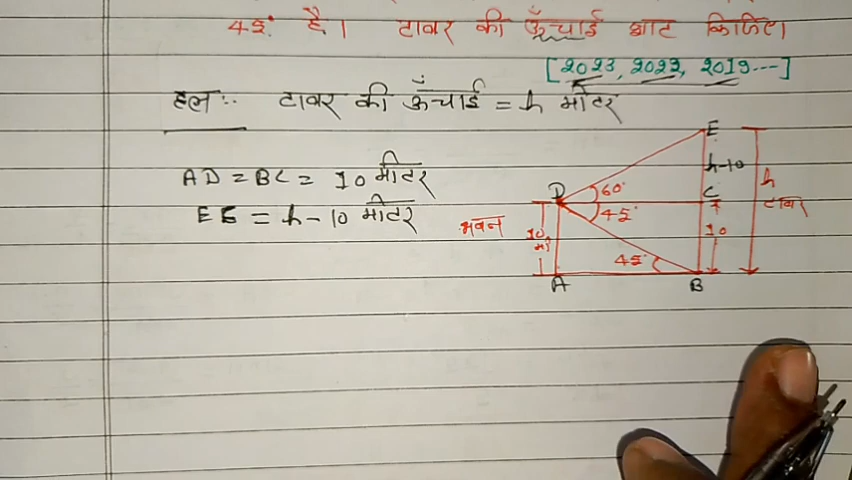 45° है। टावर की ऊँचाई ज्ञात किजिए।
[2023, 2022, 2019---]
हल:- टावर की ऊँचाई = h मीटर
AD = BC = 10 मीटर
EC = h - 10 मीटर
E
h-10
h
टावर
D
60°
C
45°
भवन
10 मी
10
45°
A
B